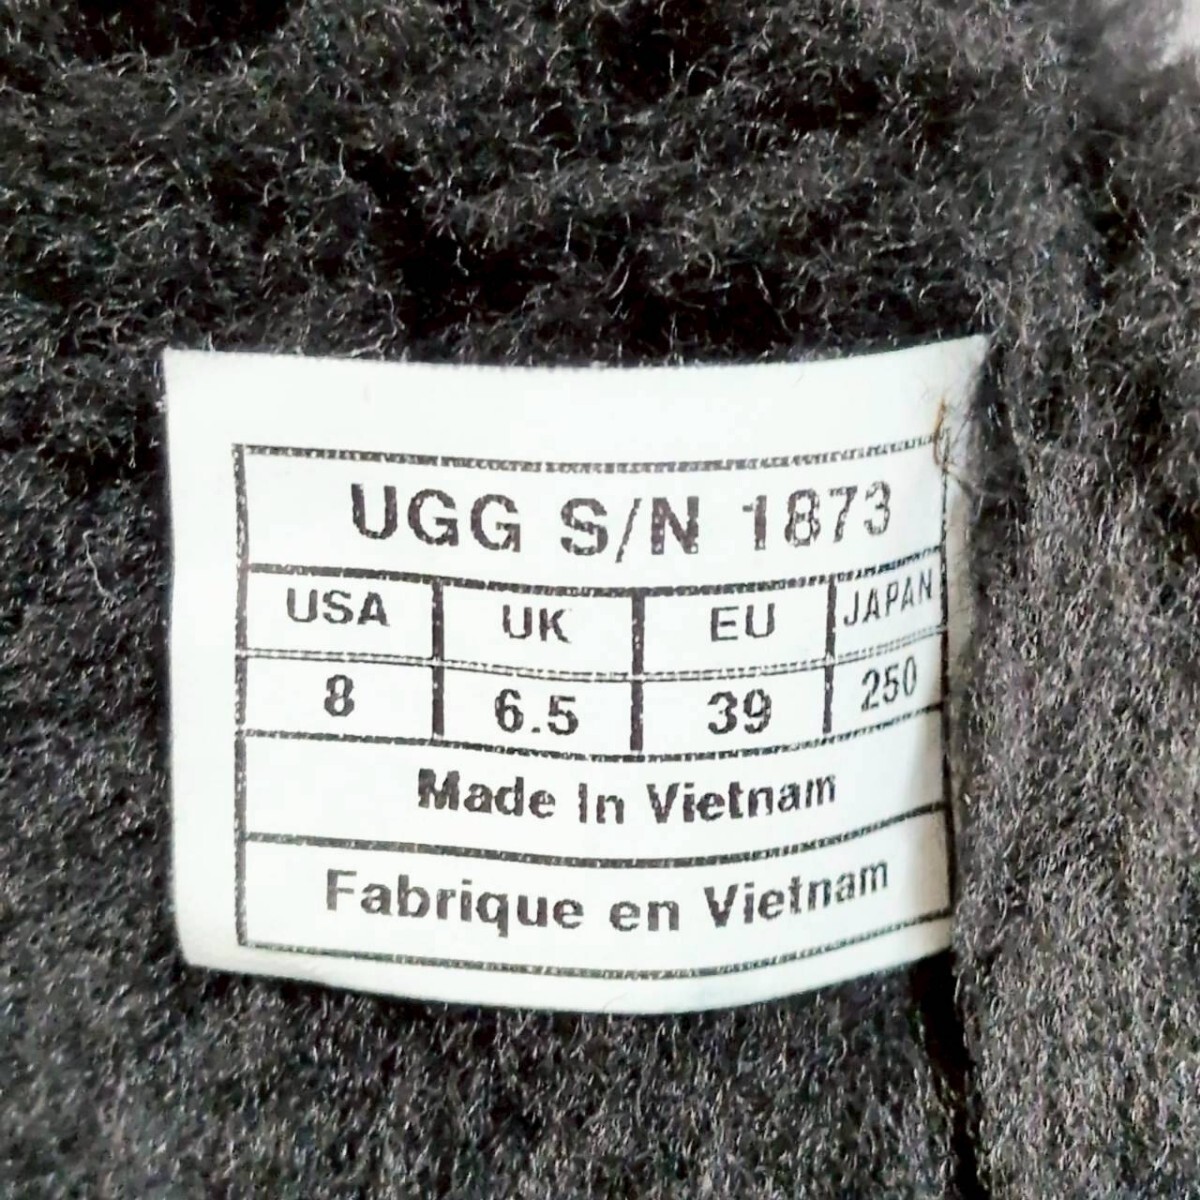 UGG S/N 1873
USA UK EU JAPAN
8 6.5 39 250
Made In Vietnam
Fabrique en Vietnam